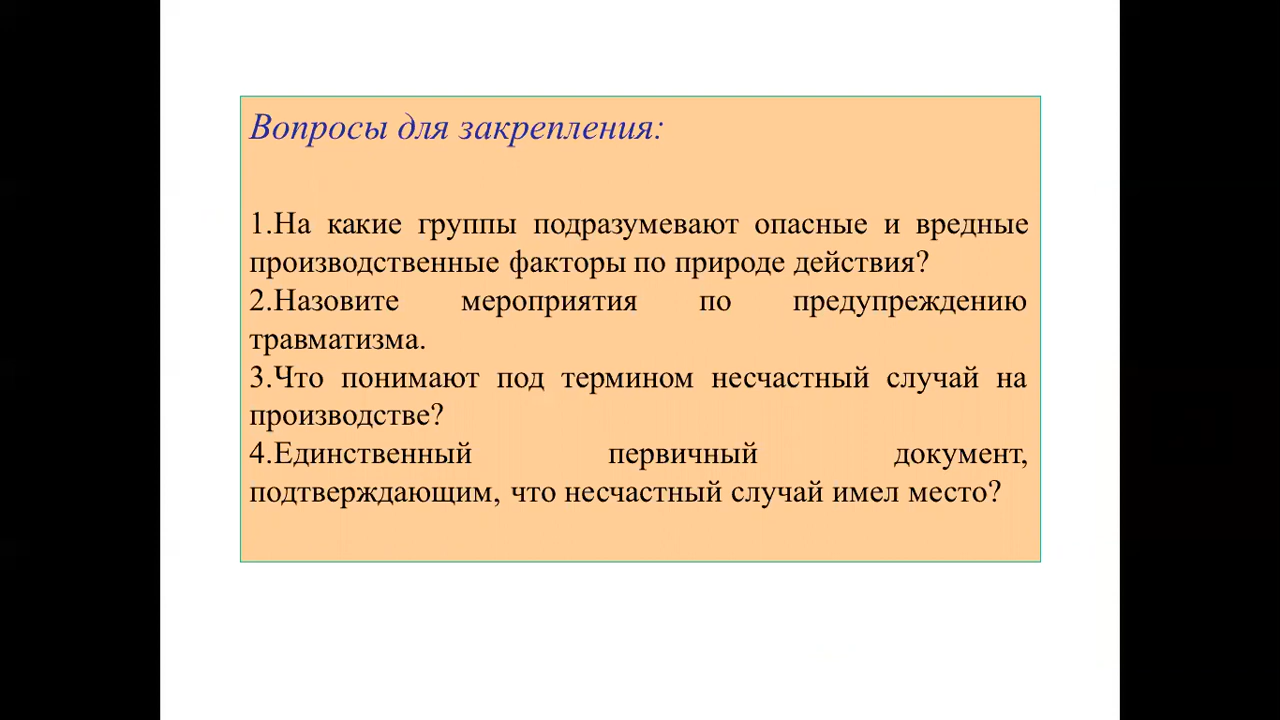 Вопросы для закрепления:
1.На какие группы подразумевают опасные и вредные
производственные факторы по природе действия?
2.Назовите мероприятия по предупреждению
травматизма.
3.Что понимают под термином несчастный случай на
производстве?
4.Единственный первичный документ,
подтверждающим, что несчастный случай имел место?